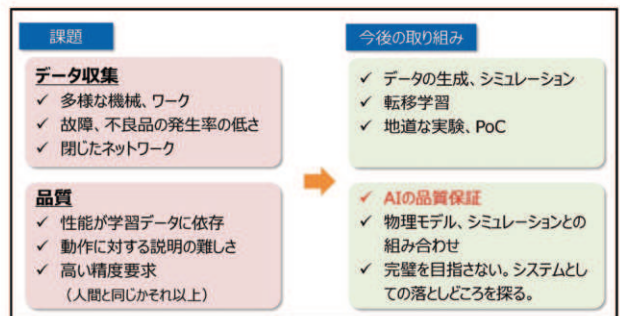 課題
データ収集
✓ 多様な機械、ワーク
✓ 故障、不良品の発生率の低さ
✓ 閉じたネットワーク
品質
✓ 性能が学習データに依存
✓ 動作に対する説明の難しさ
✓ 高い精度要求
（人間と同じかそれ以上）
今後の取り組み
✓ データの生成、シミュレーション
✓ 転移学習
✓ 地道な実験、PoC
✓ AIの品質保証
✓ 物理モデル、シミュレーションとの
組み合わせ
✓ 完璧を目指さない。システムとし
ての落としどころを探る。